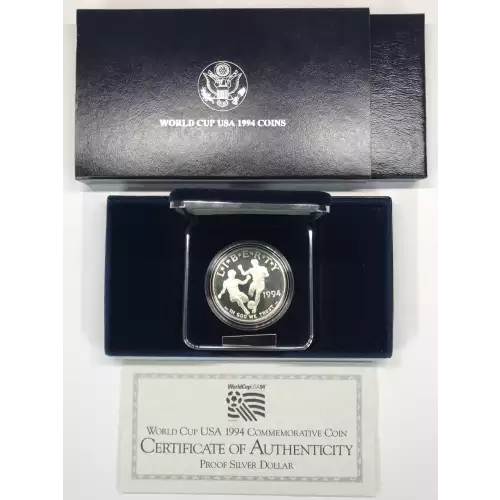 WORLD CUP USA 1994 COINS
LIBERTY
1994
IN GOD WE TRUST
WorldCupUSA94
WORLD CUP USA 1994 COMMEMORATIVE COIN
CERTIFICATE OF AUTHENTICITY
PROOF SILVER DOLLAR